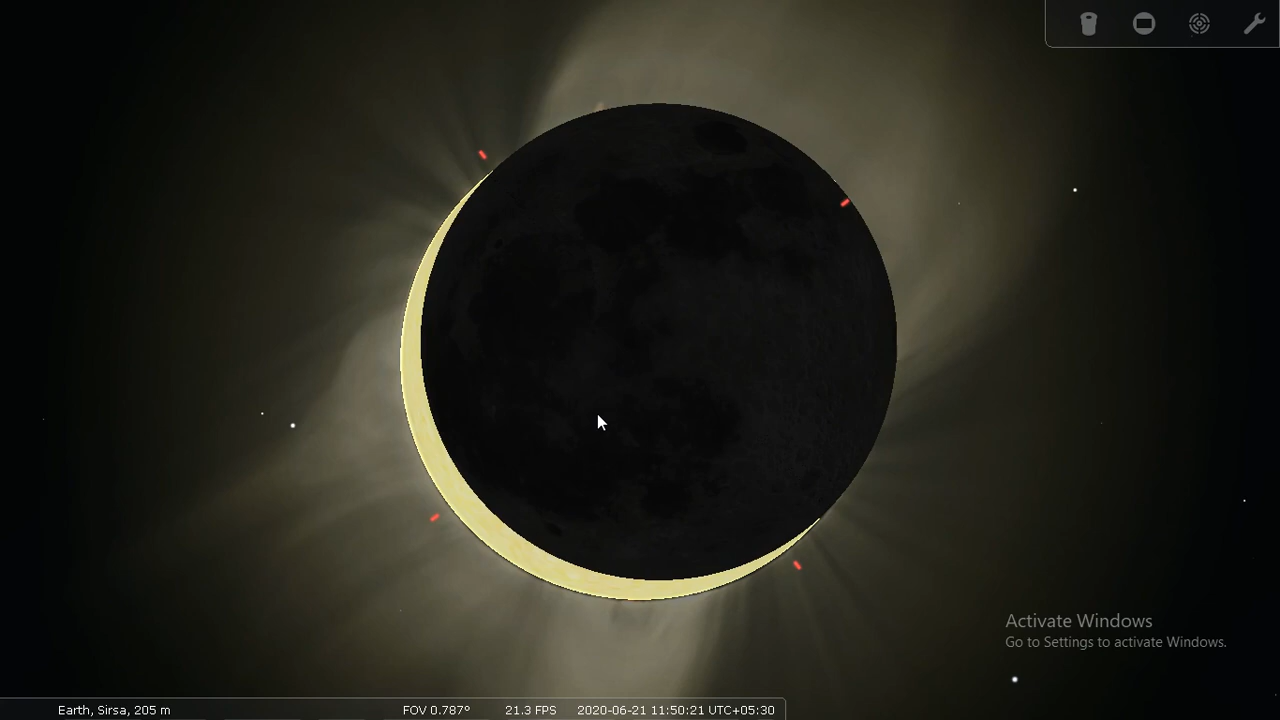 Activate Windows
Go to Settings to activate Windows.
Earth, Sirsa, 205 m FOV 0.787° 21.3 FPS 2020-06-21 11:50:21 UTC+05:30